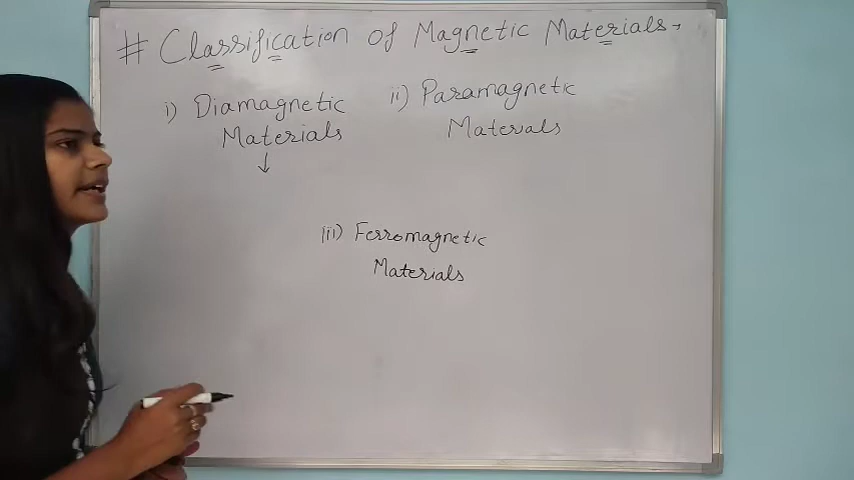 # Classification of Magnetic Materials →
i) Diamagnetic
Materials
↓
ii) Paramagnetic
Materials
iii) Ferromagnetic
Materials